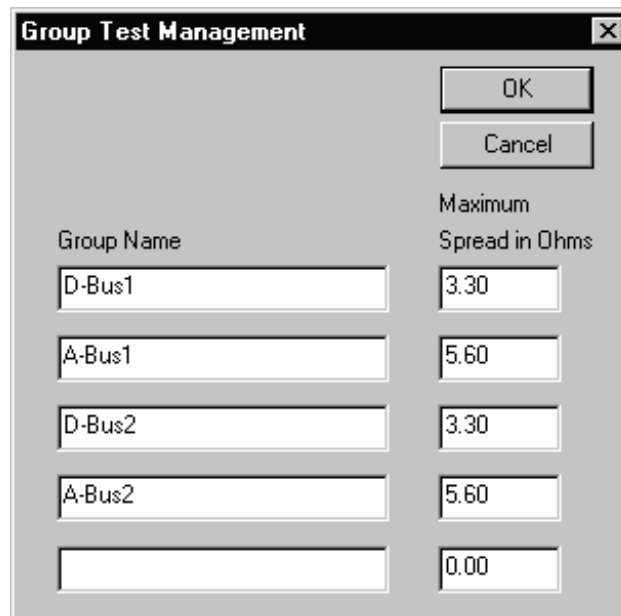 Group Test Management
OK
Cancel
Maximum
Group Name Spread in Ohms
D-Bus1 3.30
A-Bus1 5.60
D-Bus2 3.30
A-Bus2 5.60
0.00